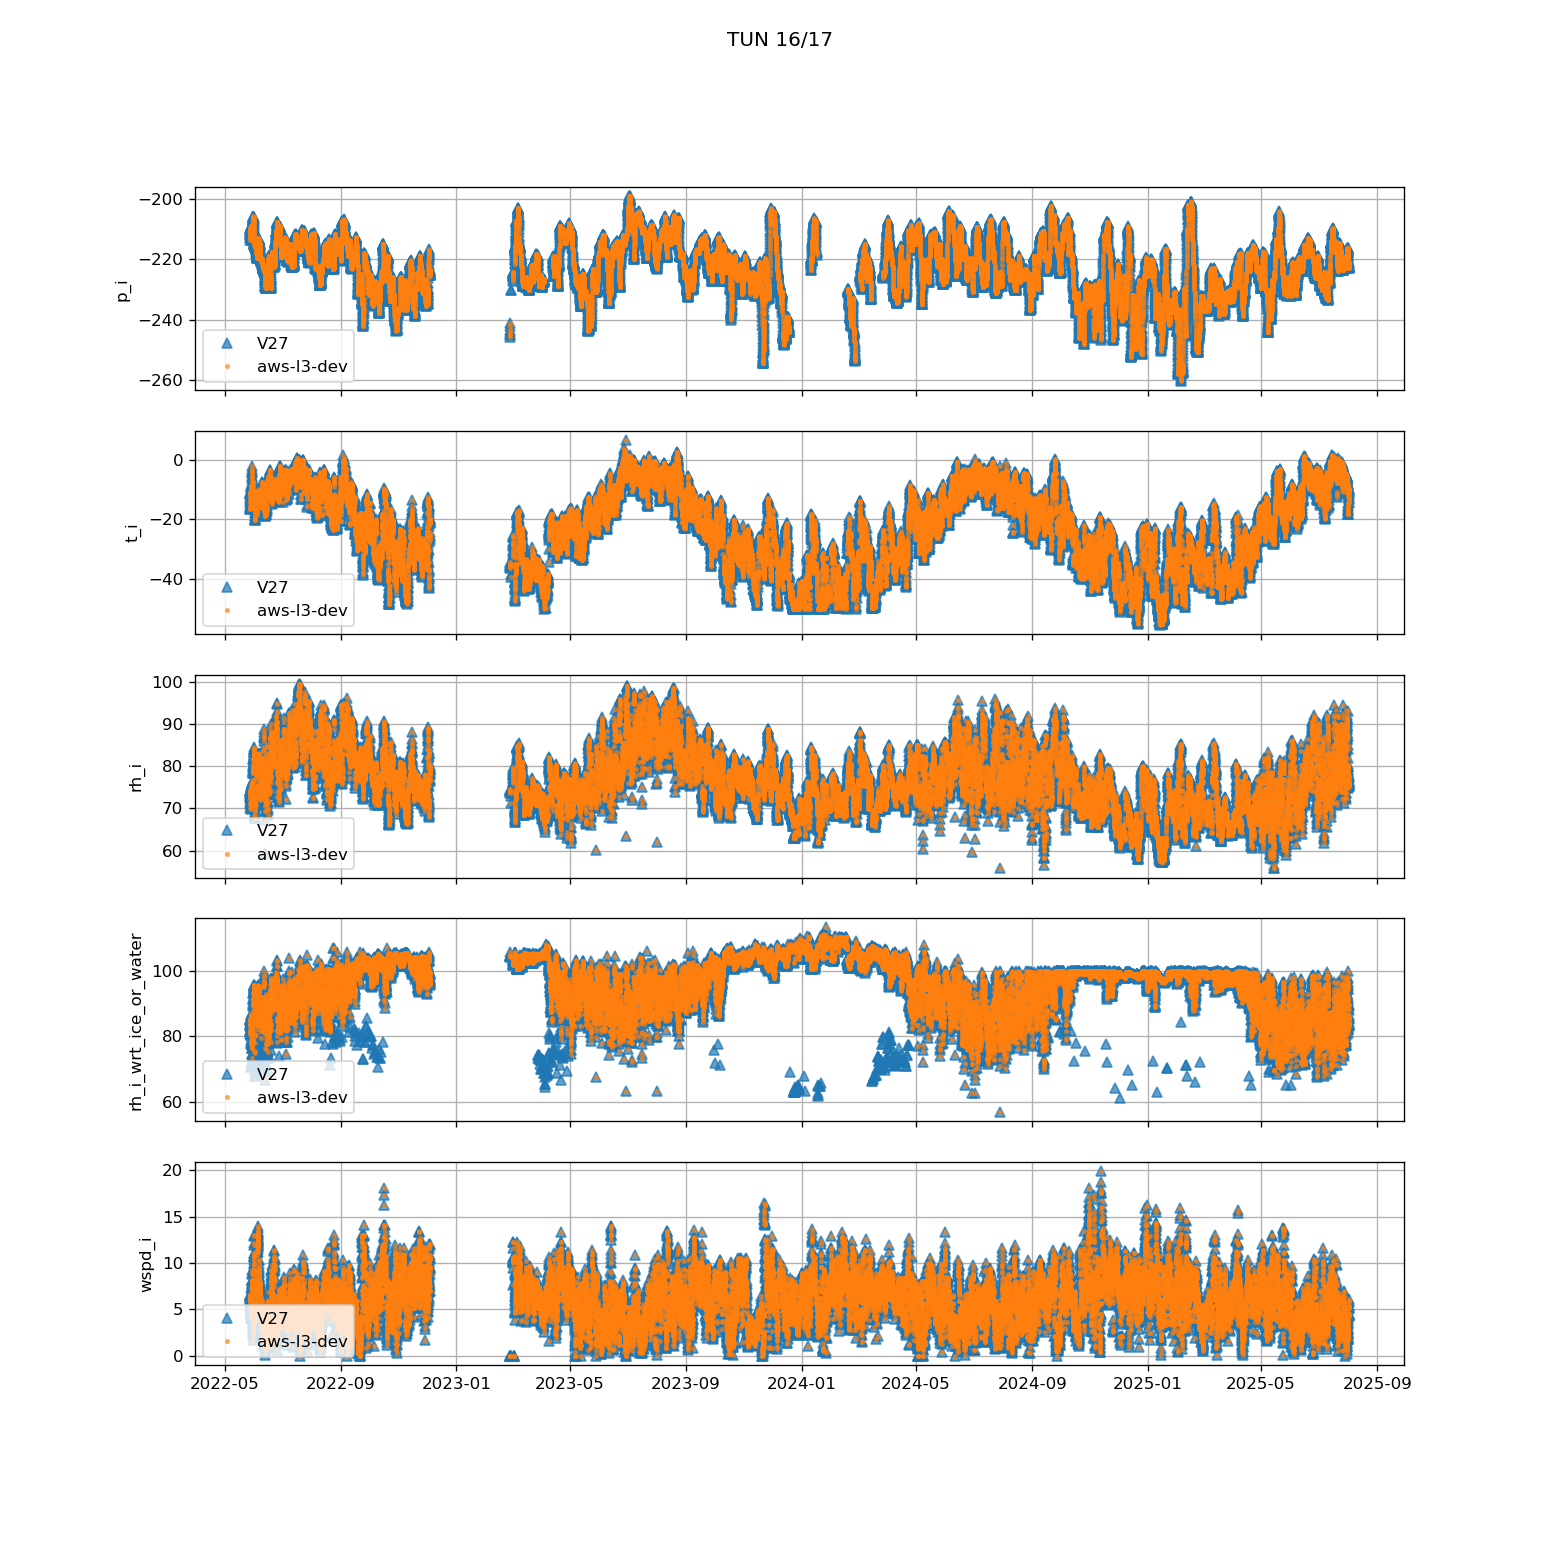 TUN 16/17
−200
−220
−240
−260
p_i
V27
aws-l3-dev
0
−20
−40
t_i
V27
aws-l3-dev
100
90
80
70
60
rh_i
V27
aws-l3-dev
100
80
60
rh_i_wrt_ice_or_water
V27
aws-l3-dev
20
15
10
5
0
wspd_i
V27
aws-l3-dev
2022-05 2022-09 2023-01 2023-05 2023-09 2024-01 2024-05 2024-09 2025-01 2025-05 2025-09